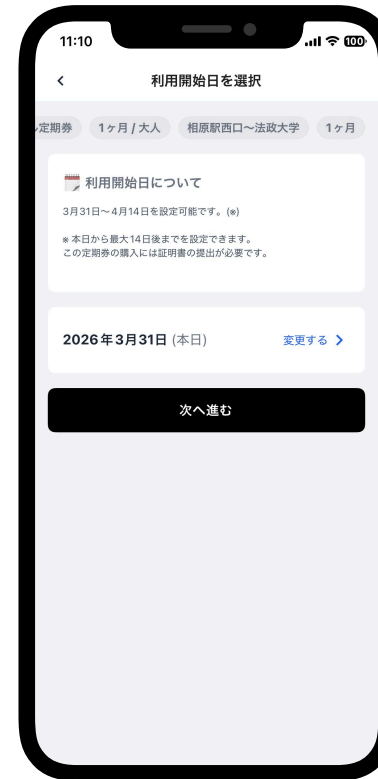 11:10
100
利用開始日を選択
定期券
1ヶ月 / 大人
相原駅西口〜法政大学
1ヶ月
利用開始日について
3月31日〜4月14日を設定可能です。(※)
※ 本日から最大14日後までを設定できます。
この定期券の購入には証明書の提出が必要です。
2026年3月31日 (本日)
変更する
次へ進む